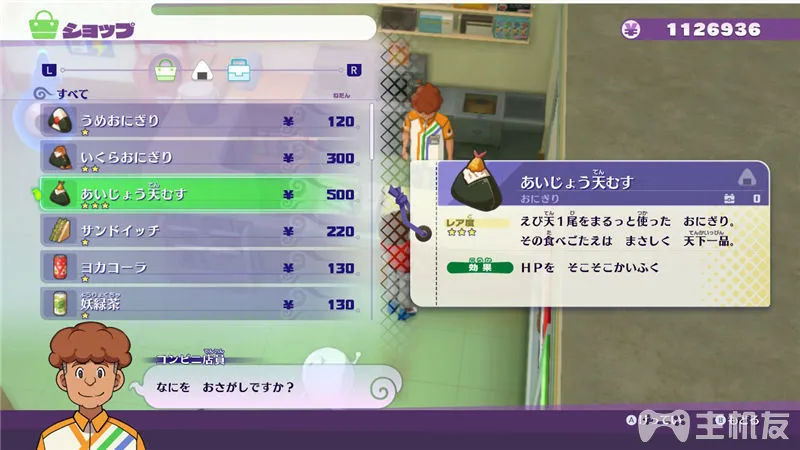 ショップ
¥ 1126936
L R
すべて
ねだん
うめおにぎり ¥ 120
いくらおにぎり ¥ 300
あいじょう天むす ¥ 500
サンドイッチ ¥ 220
ヨカコーラ ¥ 130
妖緑茶 ¥ 130
あいじょう天むす
おにぎり 0
レア度
えび天1尾をまるっと使った おにぎり。
その食べごたえは まさしく 天下一品。
効果 HPを そこそこかいふく
コンビニ店員
なにを おさがしですか?
A けってい B もどる
主机友